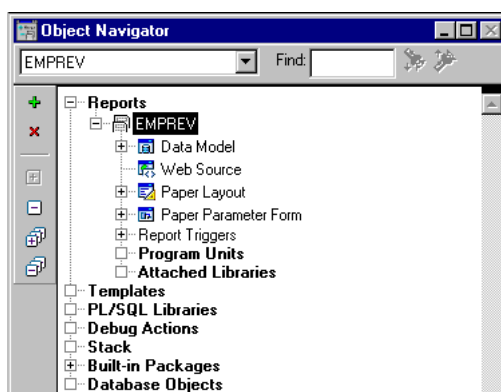 Object Navigator
EMPREV Find:
Reports
EMPREV
Data Model
Web Source
Paper Layout
Paper Parameter Form
Report Triggers
Program Units
Attached Libraries
Templates
PL/SQL Libraries
Debug Actions
Stack
Built-in Packages
Database Objects